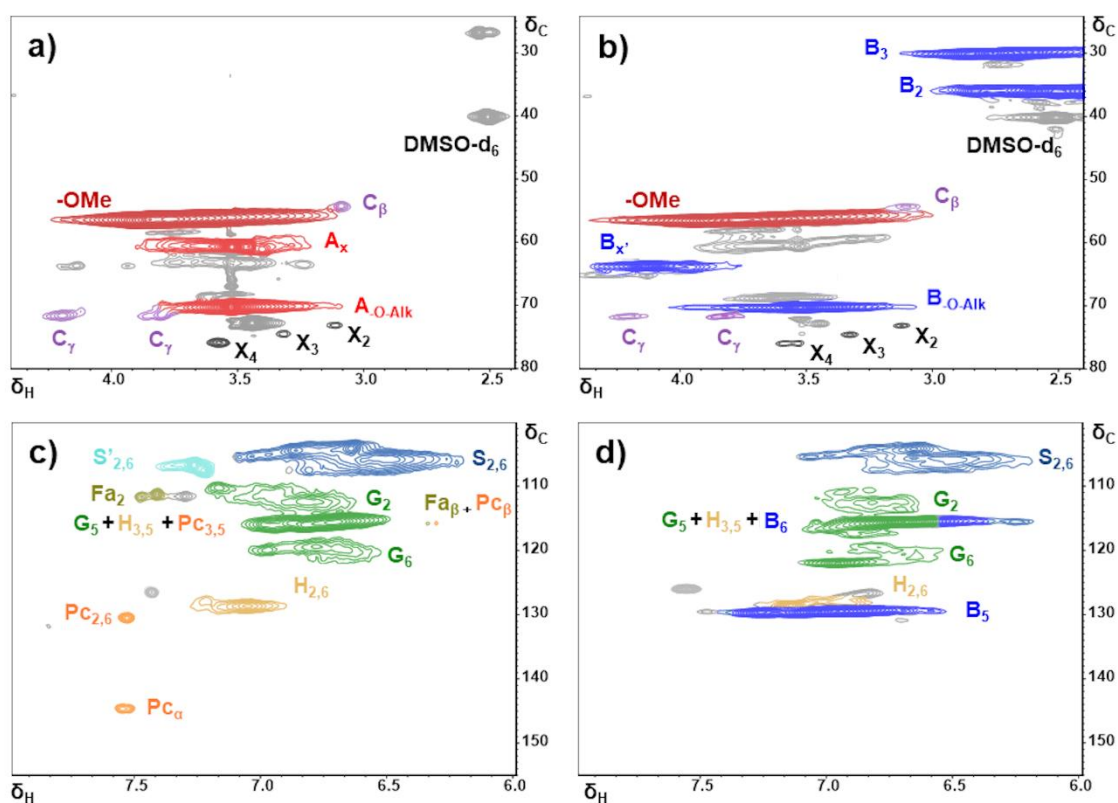 a)
δC
30
40
DMSO-d6
50
-OMe
Cβ
60
Ax
70
A-O-Alk
Cγ
Cγ
X4
X3
X2
80
δH
4.0
3.5
3.0
2.5
b)
δC
B3
30
B2
40
DMSO-d6
50
-OMe
Cβ
60
Bx'
70
B-O-Alk
Cγ
Cγ
X4
X3
X2
80
δH
4.0
3.5
3.0
2.5
c)
δC
S'2,6
S2,6
Fa2
G2
110
Faβ + Pcβ
G5 + H3,5 + Pc3,5
120
G6
H2,6
Pc2,6
130
140
Pcα
150
δH
7.5
7.0
6.5
6.0
d)
δC
S2,6
G2
110
G5 + H3,5 + B6
120
G6
H2,6
130
B5
140
150
δH
7.5
7.0
6.5
6.0